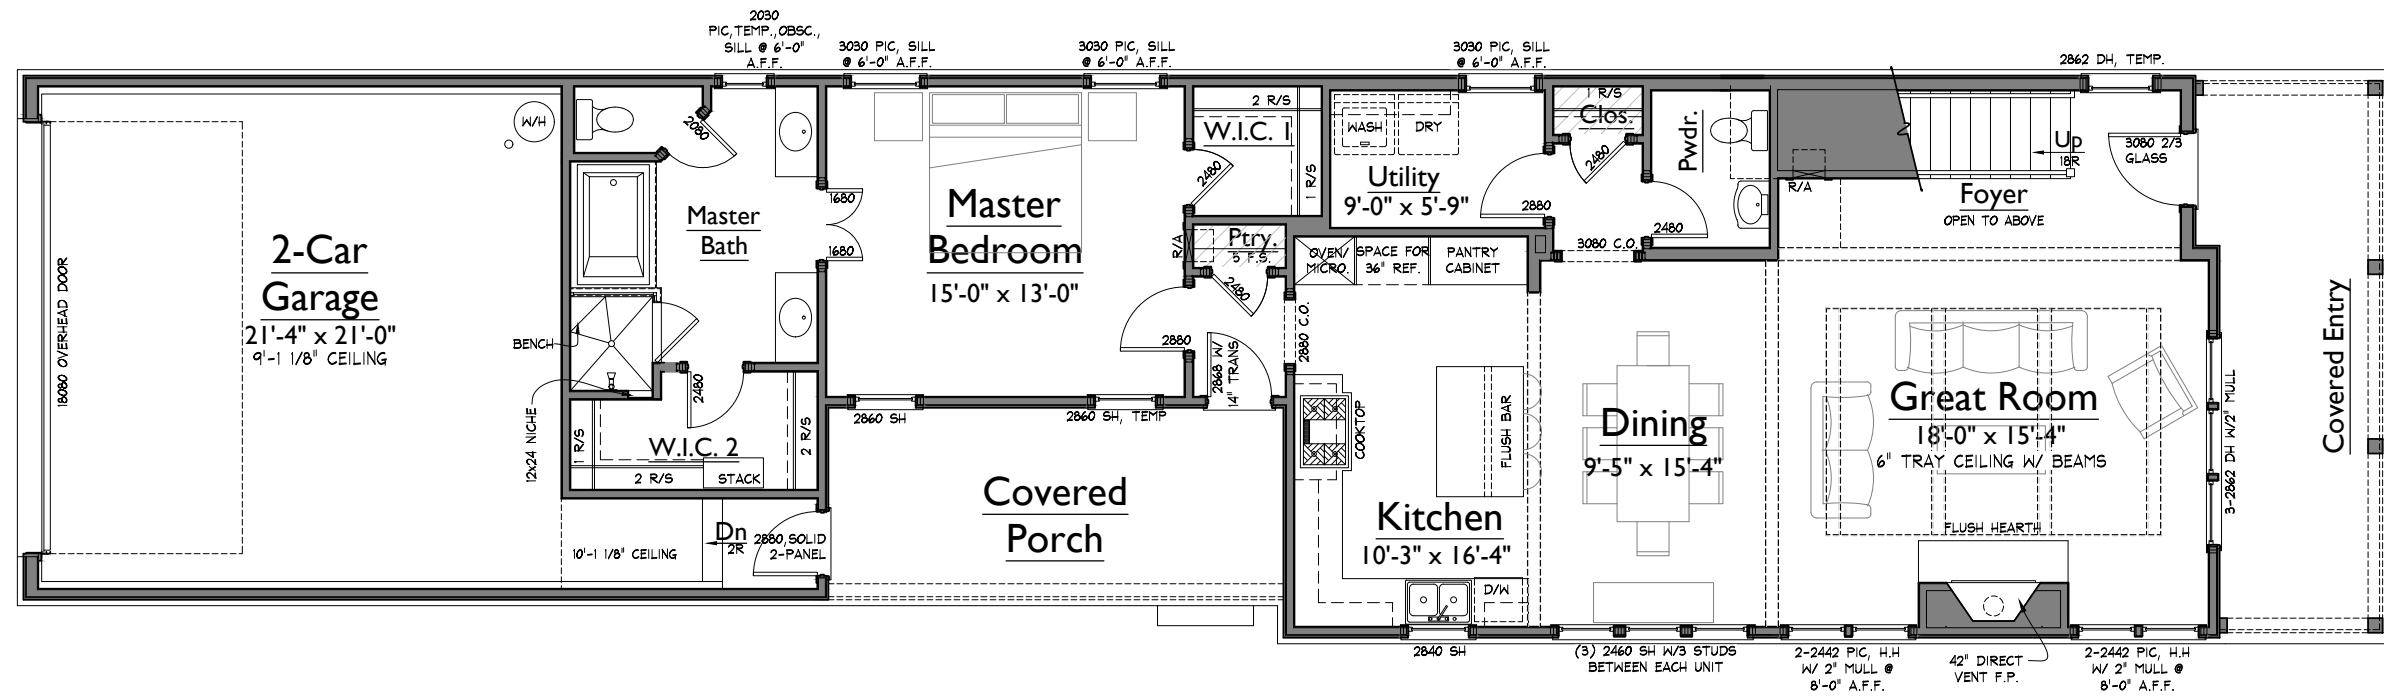 2030
PIC,TEMP.,OBSC.,
SILL @ 6'-0"
A.F.F.
3030 PIC, SILL
@ 6'-0" A.F.F.
3030 PIC, SILL
@ 6'-0" A.F.F.
3030 PIC, SILL
@ 6'-0" A.F.F.
2862 DH, TEMP.
18080 OVERHEAD DOOR
2-Car
Garage
21'-4" x 21'-0"
9'-1 1/8" CEILING
W/H
2080
Master
Bath
1680
1680
BENCH
12x24 NICHE
2480
1 R/S
W.I.C. 2
2 R/S
STACK
2 R/S
Dn
2R
2880,SOLID
2-PANEL
10'-1 1/8" CEILING
Master
Bedroom
15'-0" x 13'-0"
2880
2860 SH
2860 SH, TEMP
2 R/S
W.I.C. 1
2480
1 R/S
R/A
Ptry.
5 F.S.
2480
2868 W/
14" TRANS
2880 C.O.
Covered
Porch
WASH
DRY
Utility
9'-0" x 5'-9"
2880
1 R/S
Clos.
2480
Pwdr.
2480
3080 C.O.
OVEN/
MICRO.
SPACE FOR
36" REF.
PANTRY
CABINET
COOKTOP
FLUSH BAR
Kitchen
10'-3" x 16'-4"
D/W
2840 SH
Dining
9'-5" x 15'-4"
(3) 2460 SH W/3 STUDS
BETWEEN EACH UNIT
R/A
Up
18R
3080 2/3
GLASS
Foyer
OPEN TO ABOVE
Great Room
18'-0" x 15'-4"
6" TRAY CEILING W/ BEAMS
FLUSH HEARTH
2-2442 PIC, H.H
W/ 2" MULL @
8'-0" A.F.F.
42" DIRECT
VENT F.P.
2-2442 PIC, H.H
W/ 2" MULL @
8'-0" A.F.F.
3-2862 DH W/2" MULL
Covered Entry